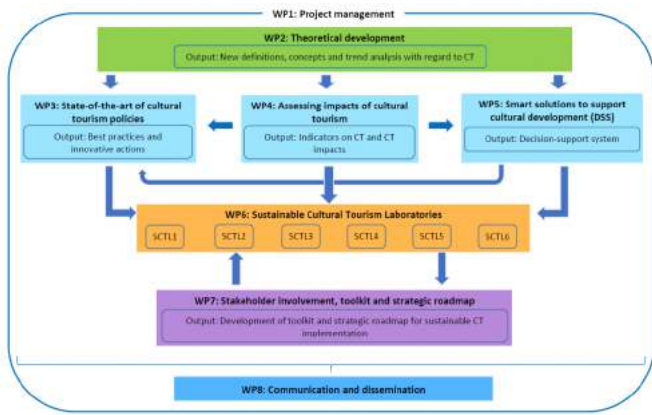 WP1: Project management
WP2: Theoretical development
Output: New definitions, concepts and trend analysis with regard to CT
WP3: State-of-the-art of cultural
tourism policies
Output: Best practices and
innovative actions
WP4: Assessing impacts of cultural
tourism
Output: Indicators on CT and CT
impacts
WP5: Smart solutions to support
cultural development (DSS)
Output: Decision-support system
WP6: Sustainable Cultural Tourism Laboratories
SCTL1
SCTL2
SCTL3
SCTL4
SCTL5
SCTL6
WP7: Stakeholder involvement, toolkit and strategic roadmap
Output: Development of toolkit and strategic roadmap for sustainable CT
implementation
WP8: Communication and dissemination